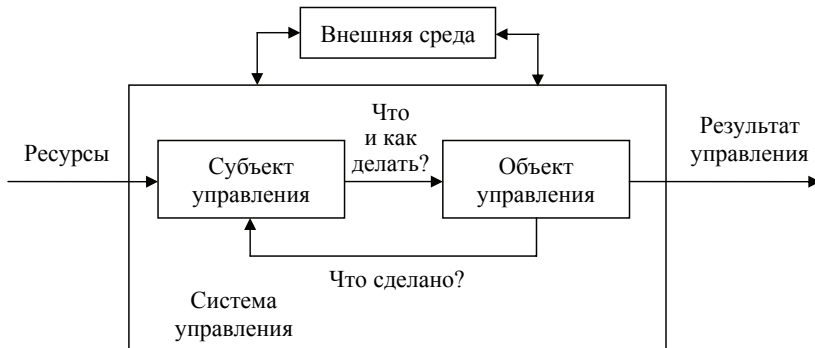 Внешняя среда
Что
и как
делать?
Ресурсы
Субъект
управления
Объект
управления
Результат
управления
Что сделано?
Система
управления